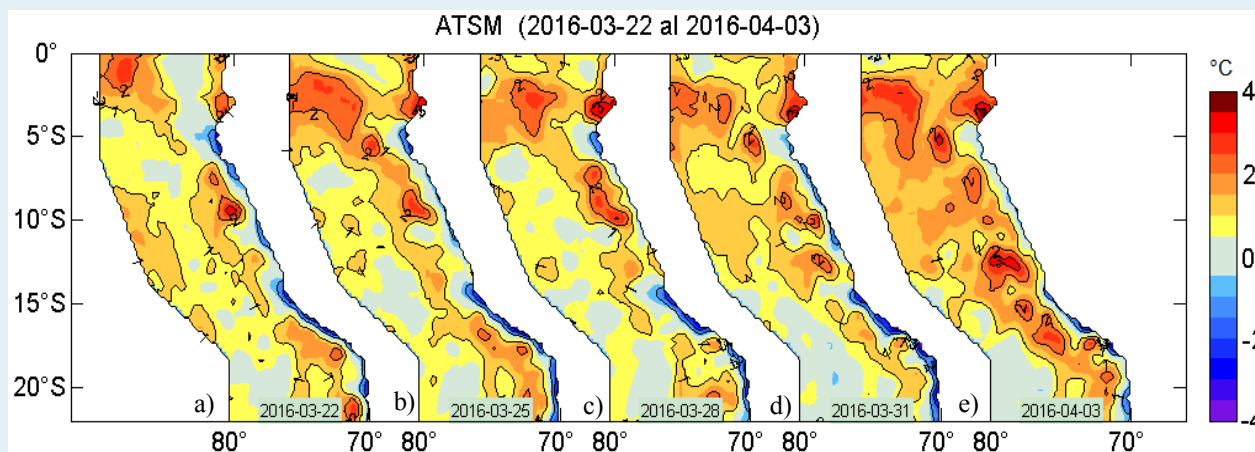 ATSM (2016-03-22 al 2016-04-03)
0°
5°S
10°S
15°S
20°S
a) 2016-03-22
b) 2016-03-25
c) 2016-03-28
d) 2016-03-31
e) 2016-04-03
80° 70° 80° 70° 80° 70° 80° 70° 80° 70°
°C
4
2
0
-2
-4